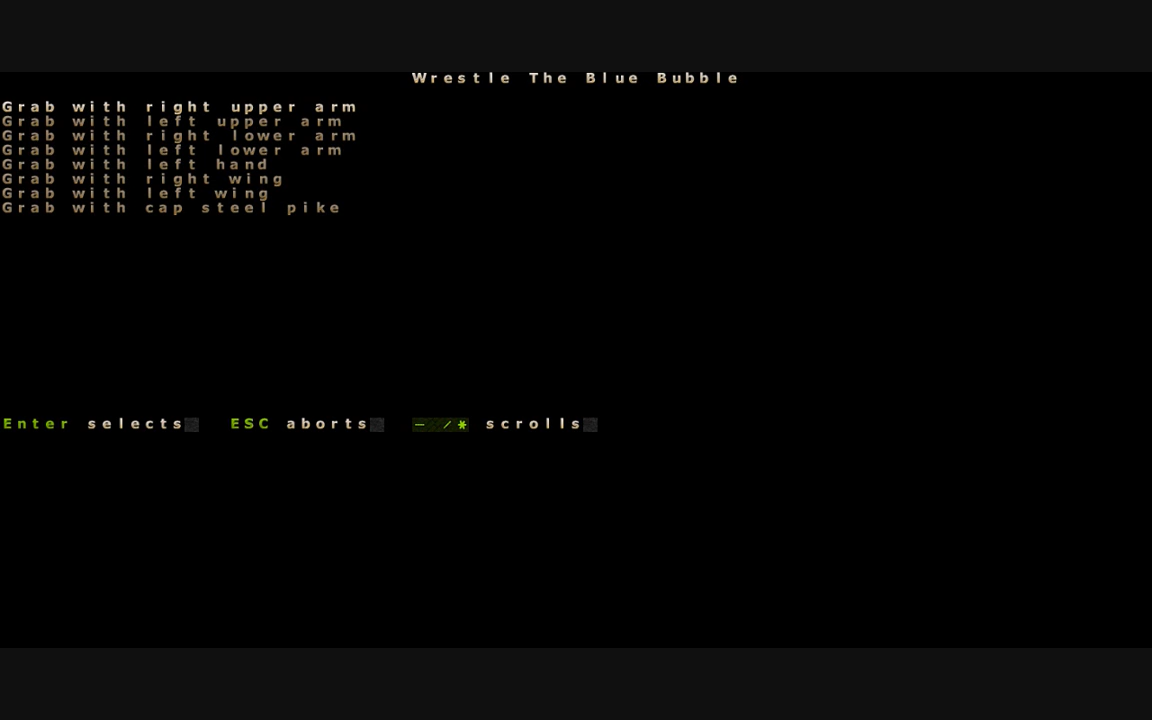 Wrestle The Blue Bubble
Grab with right upper arm
Grab with left upper arm
Grab with right lower arm
Grab with left lower arm
Grab with left hand
Grab with right wing
Grab with left wing
Grab with cap steel pike
Enter selects ESC aborts - /* scrolls